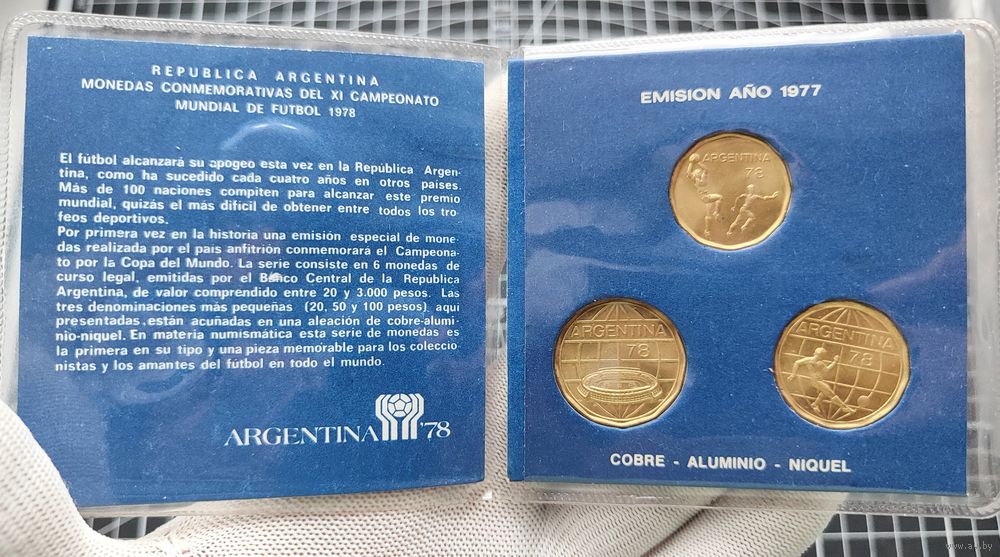 REPUBLICA ARGENTINA
MONEDAS CONMEMORATIVAS DEL XI CAMPEONATO
MUNDIAL DE FUTBOL 1978
El fútbol alcanzará su apogeo esta vez en la República Argen-
tina, como ha sucedido cada cuatro años en otros países.
Más de 100 naciones compiten para alcanzar este premio
mundial, quizás el más difícil de obtener entre todos los tro-
feos deportivos.
Por primera vez en la historia una emisión especial de mone-
das realizada por el país anfitrión conmemorará el Campeona-
to por la Copa del Mundo. La serie consiste en 6 monedas de
curso legal, emitidas por el Banco Central de la República
Argentina, de valor comprendido entre 20 y 3.000 pesos. Las
tres denominaciones más pequeñas (20, 50 y 100 pesos) aquí
presentadas están acuñadas en una aleación de cobre-alumi-
nio-niquel. En materia numismática esta serie de monedas es
la primera en su tipo y una pieza memorable para los coleccio-
nistas y los amantes del fútbol en todo el mundo.
ARGENTINA '78
EMISION AÑO 1977
ARGENTINA
78
ARGENTINA
78
ARGENTINA
78
COBRE - ALUMINIO - NIQUEL
www.ay.by